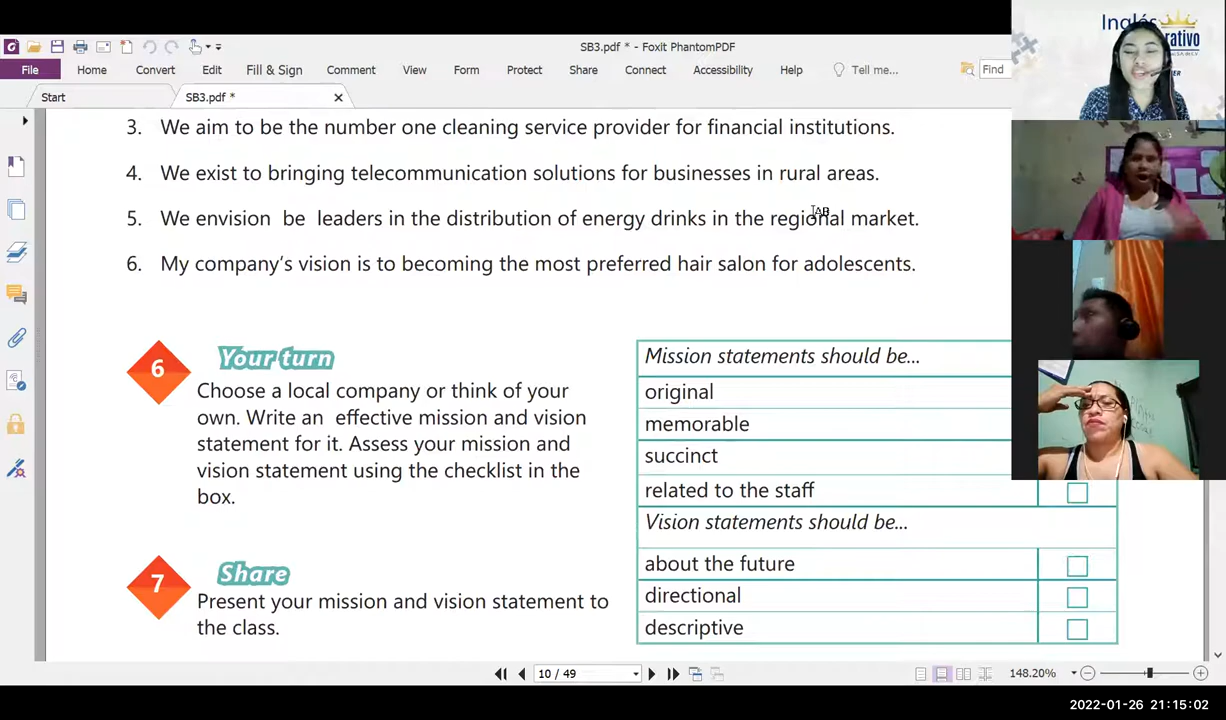 Inglés
SB3.pdf * - Foxit PhantomPDF
rativo
File Home Convert Edit Fill & Sign Comment View Form Protect Share Connect Accessibility Help Tell me... Find
Start SB3.pdf *
3. We aim to be the number one cleaning service provider for financial institutions.
4. We exist to bringing telecommunication solutions for businesses in rural areas.
5. We envision be leaders in the distribution of energy drinks in the regional market.
6. My company's vision is to becoming the most preferred hair salon for adolescents.
6 Your turn
Choose a local company or think of your
own. Write an effective mission and vision
statement for it. Assess your mission and
vision statement using the checklist in the
box.
Mission statements should be...
original
memorable
succinct
related to the staff
Vision statements should be...
about the future
directional
descriptive
7 Share
Present your mission and vision statement to
the class.
10 / 49
148.20%
2022-01-26 21:15:02